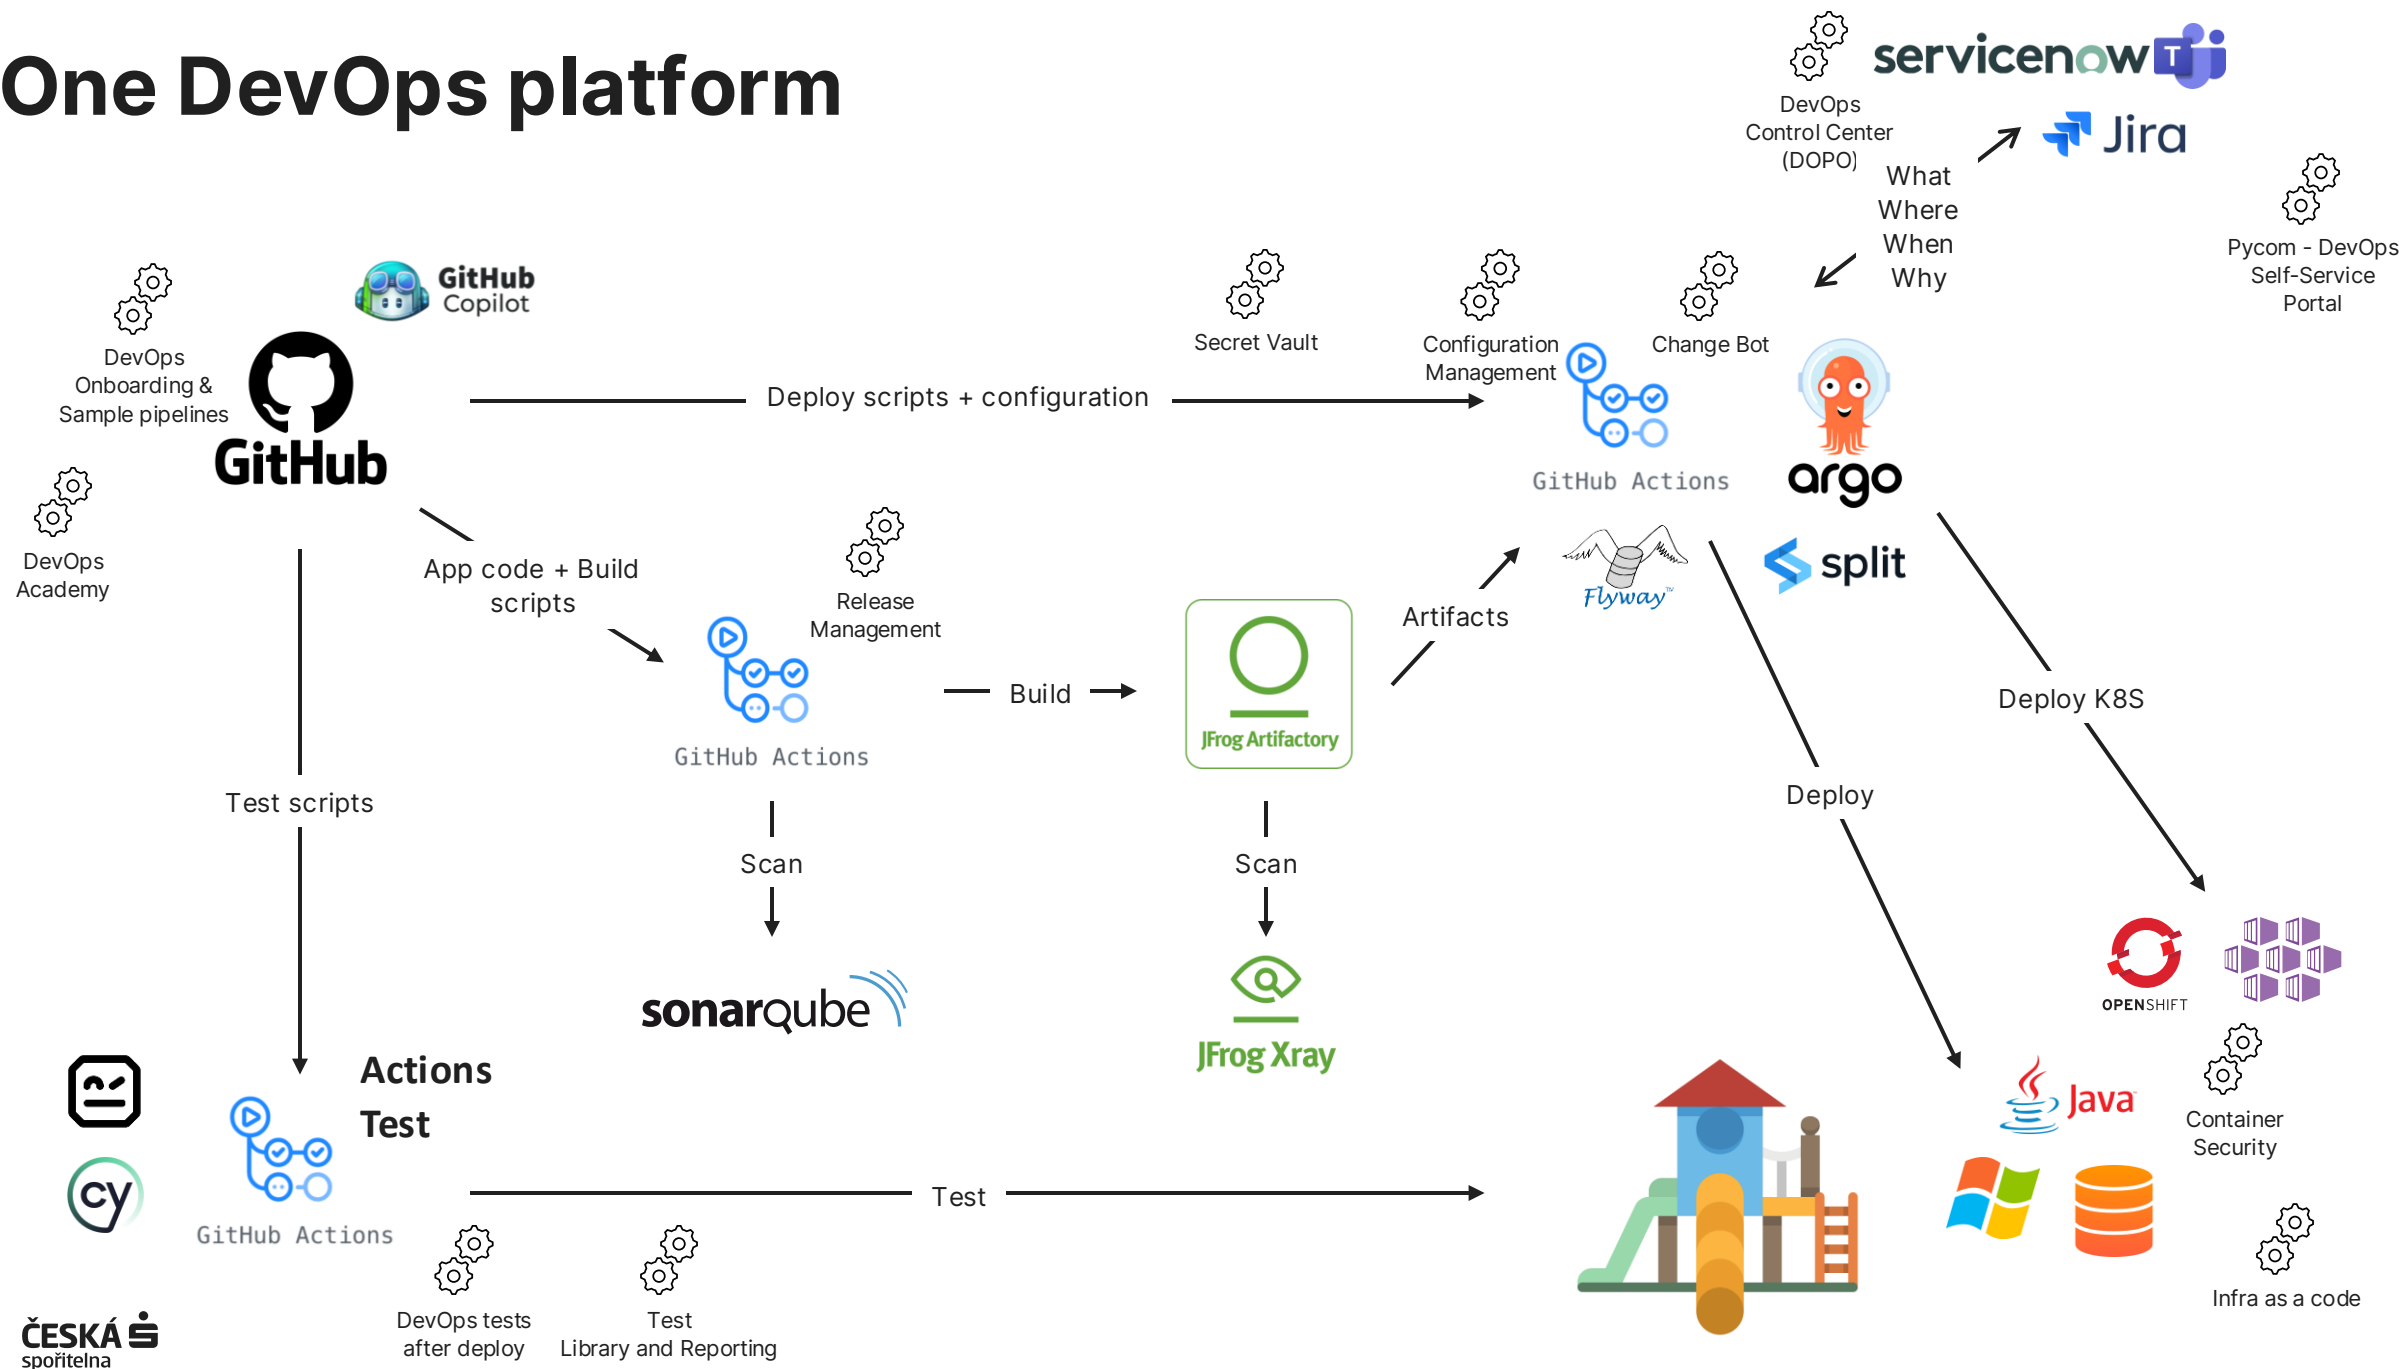 One DevOps platform
DevOps
Control Center
(DOPO)
servicenow
T
Jira
What
Where
When
Why
Pycom - DevOps
Self-Service
Portal
DevOps
Onboarding &
Sample pipelines
GitHub
Copilot
GitHub
DevOps
Academy
Deploy scripts + configuration
Secret Vault
Configuration
Management
Change Bot
GitHub Actions
argo
Flyway™
split
App code + Build
scripts
Release
Management
GitHub Actions
Build
JFrog Artifactory
Artifacts
Deploy K8S
Deploy
Test scripts
Scan
Scan
sonarqube
JFrog Xray
OPENSHIFT
Container
Security
Java
Infra as a code
Actions
Test
cy
GitHub Actions
Test
DevOps tests
after deploy
Test
Library and Reporting
ČESKÁ
spořitelna